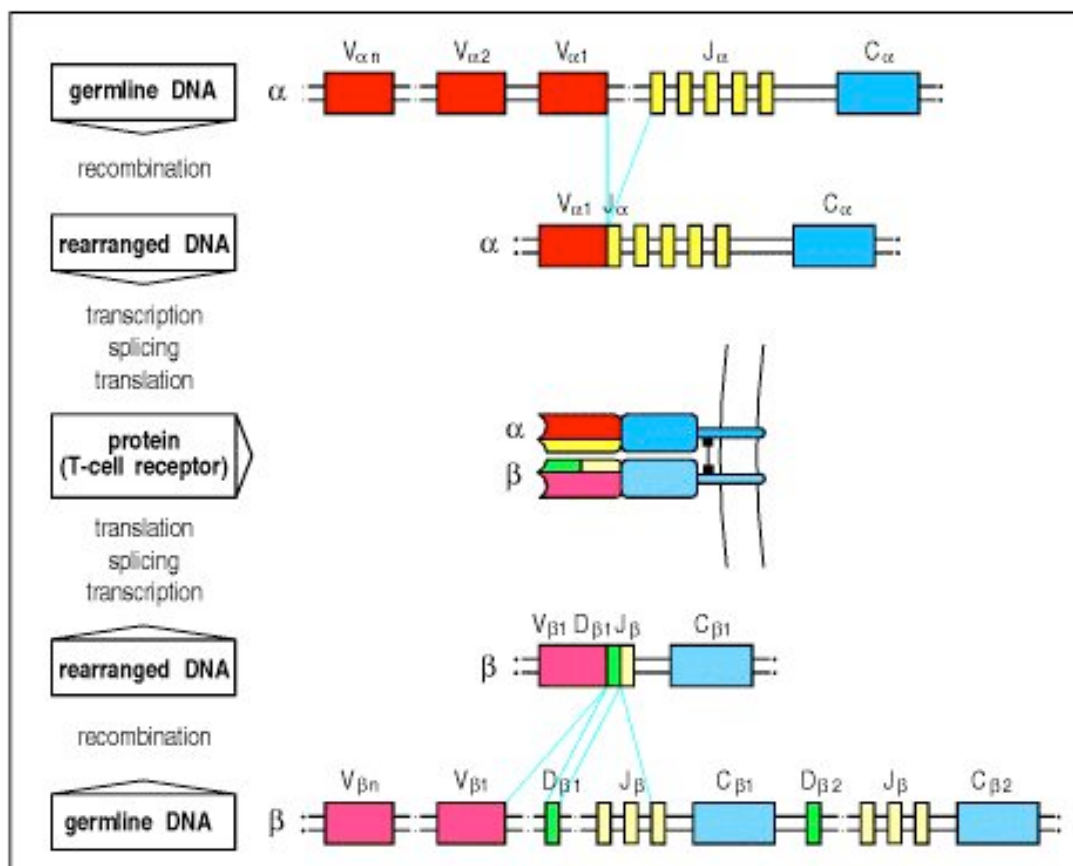 Vα n Vα2 Vα1 Jα Cα
germline DNA α
recombination
Vα1 Jα Cα
rearranged DNA α
transcription
splicing
translation
protein
(T-cell receptor)
α
β
translation
splicing
transcription
Vβ1 Dβ1 Jβ Cβ1
rearranged DNA β
recombination
Vβn Vβ1 Dβ1 Jβ Cβ1 Dβ2 Jβ Cβ2
germline DNA β